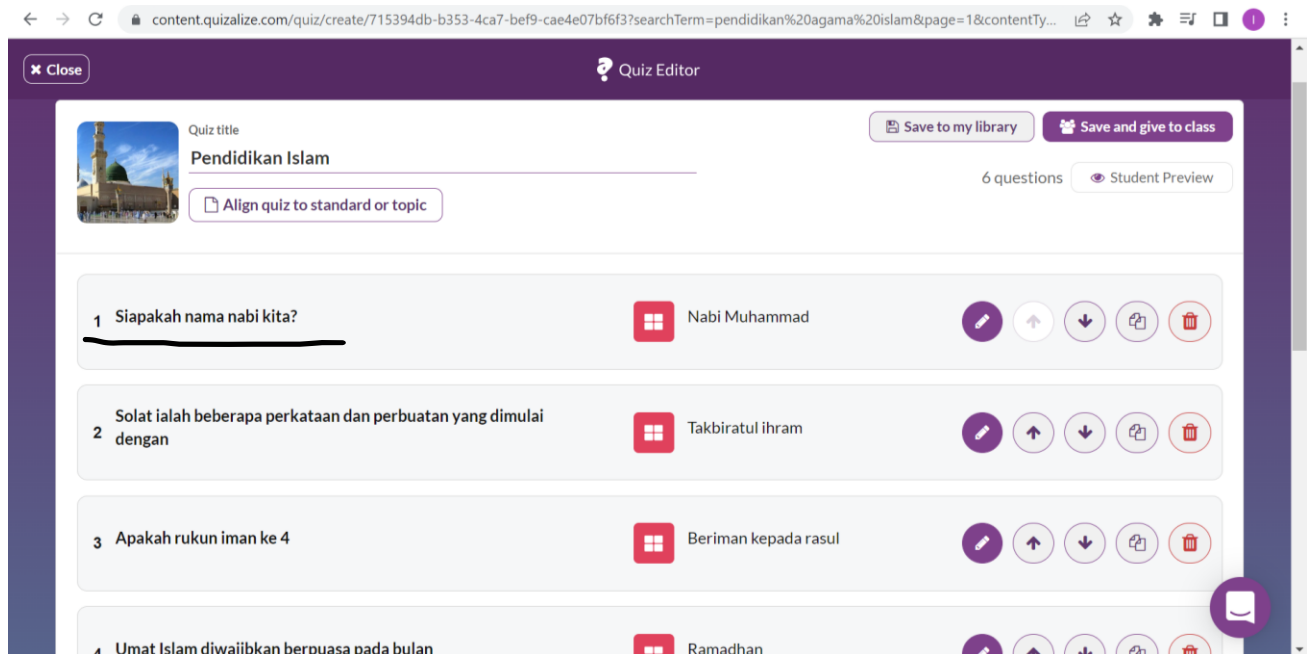 content.quizalize.com/quiz/create/715394db-b353-4ca7-bef9-cae4e07bf6f3?searchTerm=pendidikan%20agama%20islam&page=1&contentTy...
I
Close
Quiz Editor
Quiz title
Pendidikan Islam
Save to my library
Save and give to class
6 questions
Student Preview
Align quiz to standard or topic
1 Siapakah nama nabi kita?
Nabi Muhammad
2 Solat ialah beberapa perkataan dan perbuatan yang dimulai
dengan
Takbiratul ihram
3 Apakah rukun iman ke 4
Beriman kepada rasul
4 Umat Islam diwajibkan berpuasa pada bulan
Ramadhan